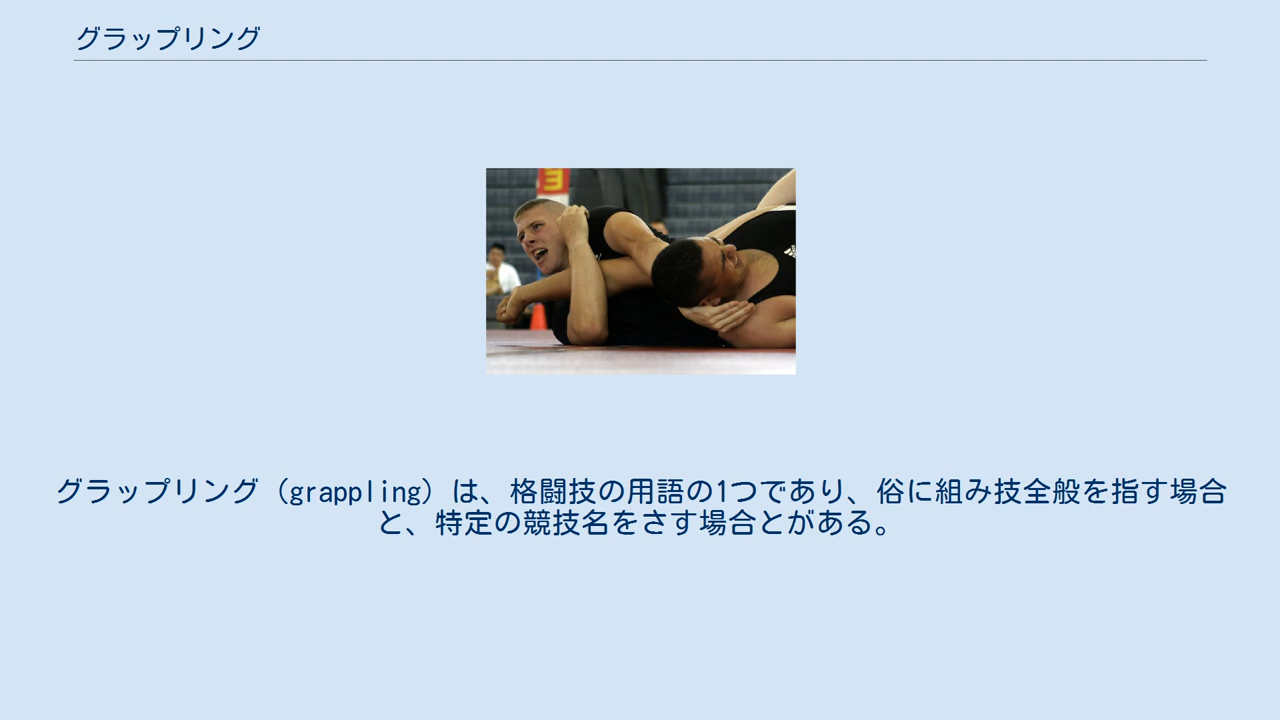 グラップリング
グラップリング（grappling）は、格闘技の用語の1つであり、俗に組み技全般を指す場合
と、特定の競技名をさす場合とがある。